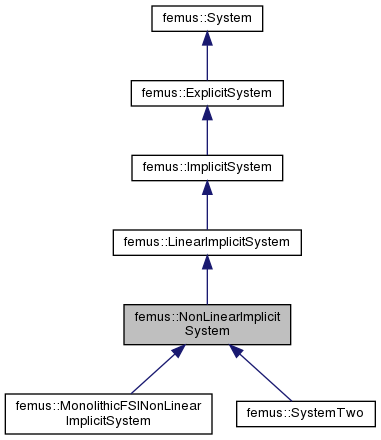 femus::System
femus::ExplicitSystem
femus::ImplicitSystem
femus::LinearImplicitSystem
femus::NonLinearImplicit
System
femus::MonolithicFSINonLinear
ImplicitSystem
femus::SystemTwo